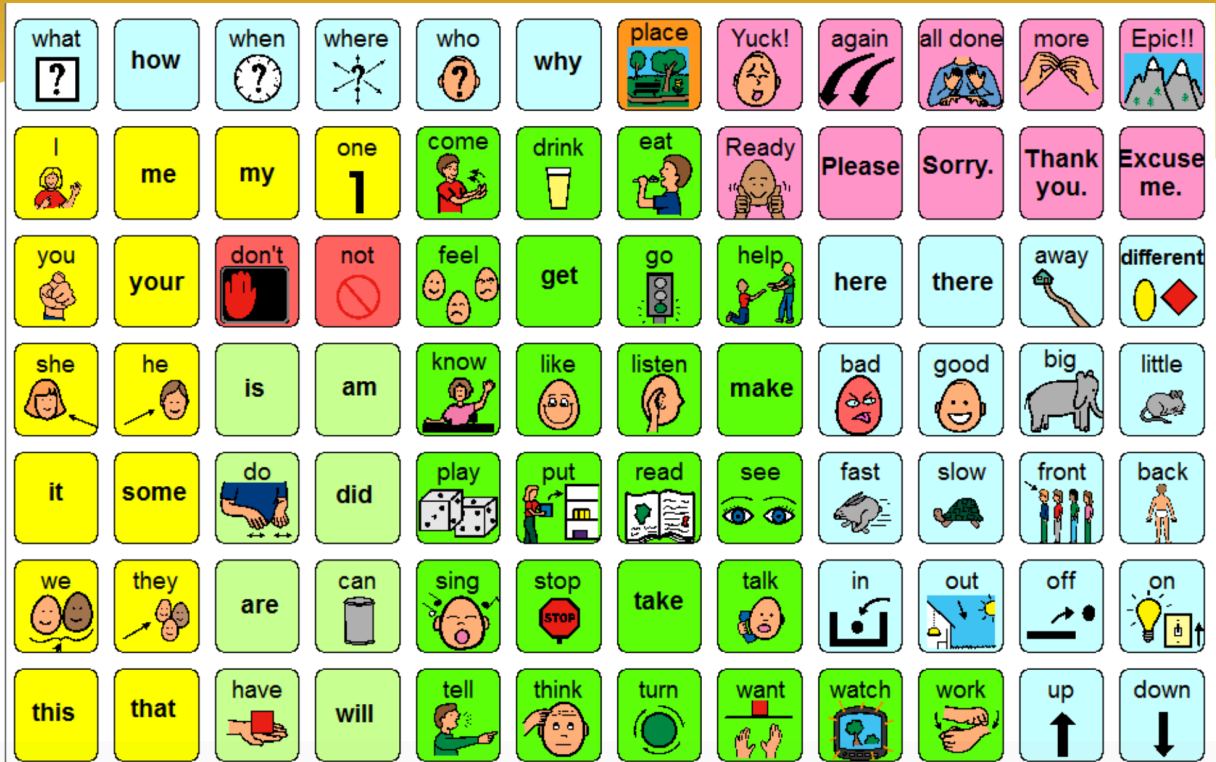 what how when where who why place Yuck! again all done more Epic!!
I me my one come drink eat Ready Please Sorry. Thank you. Excuse me.
you your don't not feel get go help here there away different
she he is am know like listen make bad good big little
it some do did play put read see fast slow front back
we they are can sing stop STOP take talk in out off on
this that have will tell think turn want watch work up down